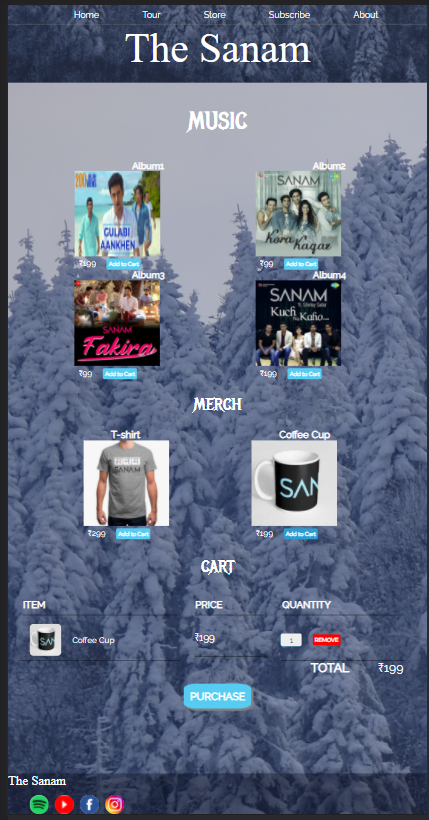 Home Tour Store Subscribe About
The Sanam
MUSIC
Album1 Album2
GULABI AANKHEN
SANAM
Kora Kagaz
₹199 Add to Cart ₹99 Add to Cart
Album3 Album4
SANAM
Fakira
SANAM
Kuch Na Kaho...
₹99 Add to Cart ₹199 Add to Cart
MERCH
T-shirt Coffee Cup
SANAM
SAN
₹299 Add to Cart ₹199 Add to Cart
CART
ITEM PRICE QUANTITY
Coffee Cup ₹199 1 REMOVE
TOTAL ₹199
PURCHASE
The Sanam